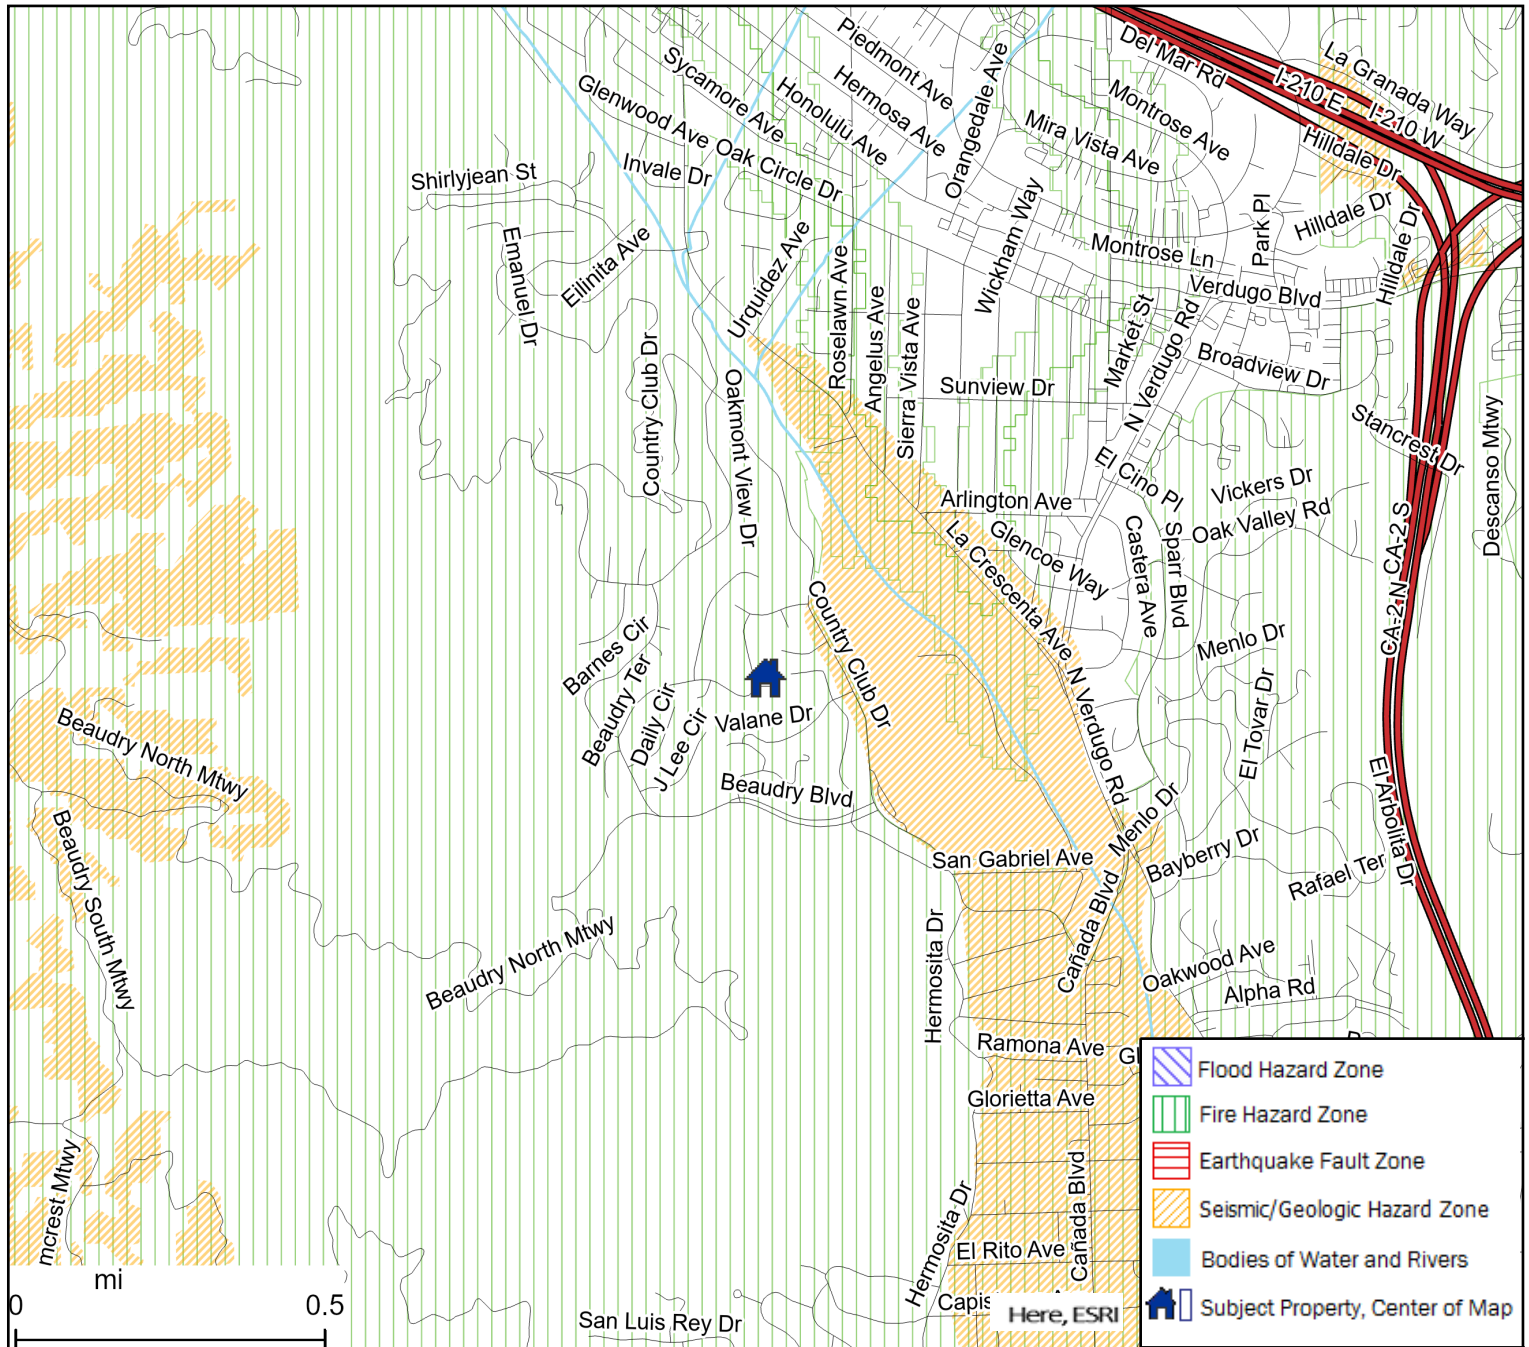 Piedmont Ave
Del Mar Rd
La Granada Way
Sycamore Ave
Hermosa Ave
Orangedale Ave
I-210 E
Honolulu Ave
Glenwood Ave
Montrose Ave
I-210 W
Mira Vista Ave
Hilldale Dr
Oak Circle Dr
Invale Dr
Shirlyjean St
Wickham Way
Park Pl
Hilldale Dr
Hilldale Dr
Emanuel Dr
Eilinita Ave
Urquidez Ave
Montrose Ln
Verdugo Blvd
Roselawn Ave
Angelus Ave
Sierra Vista Ave
Market St
N Verdugo Rd
Broadview Dr
Country Club Dr
Oakmont View Dr
Sunview Dr
Stancrest Dr
Descanso Mtwy
El Cino Pl
Vickers Dr
Arlington Ave
Oak Valley Rd
Glencoe Way
La Crescenta Ave
Castera Ave
Sparr Blvd
CA-2 S
CA-2 N
Country Club Dr
Menlo Dr
Barnes Cir
Beaudry Ter
Daily Cir
J Lee Cir
Valane Dr
N Verdugo Rd
El Tovar Dr
Beaudry North Mtwy
Beaudry Blvd
Menlo Dr
El Arbolita Dr
San Gabriel Ave
Bayberry Dr
Rafael Ter
Beaudry South Mtwy
Beaudry North Mtwy
Hermosita Dr
Cañada Blvd
Oakwood Ave
Alpha Rd
Ramona Ave
Glorietta Ave
Cañada Blvd
Hermosita Dr
El Rito Ave
mcrest Mtwy
San Luis Rey Dr
mi
0 0.5
Here, ESRI
Flood Hazard Zone
Fire Hazard Zone
Earthquake Fault Zone
Seismic/Geologic Hazard Zone
Bodies of Water and Rivers
Subject Property, Center of Map